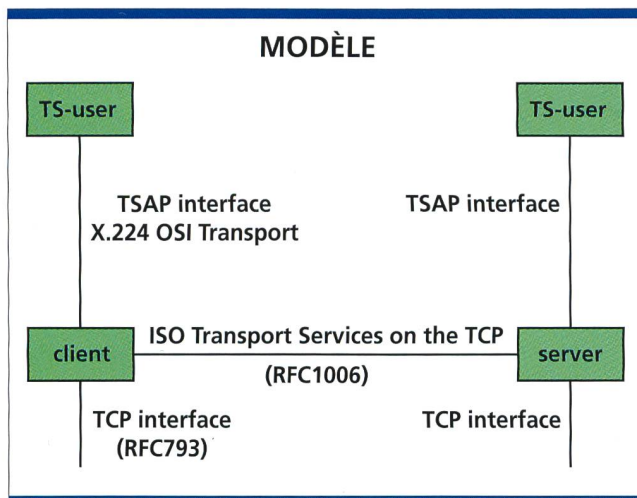 MODÈLE
TS-user
TS-user
TSAP interface
X.224 OSI Transport
TSAP interface
client
ISO Transport Services on the TCP
(RFC1006)
server
TCP interface
(RFC793)
TCP interface